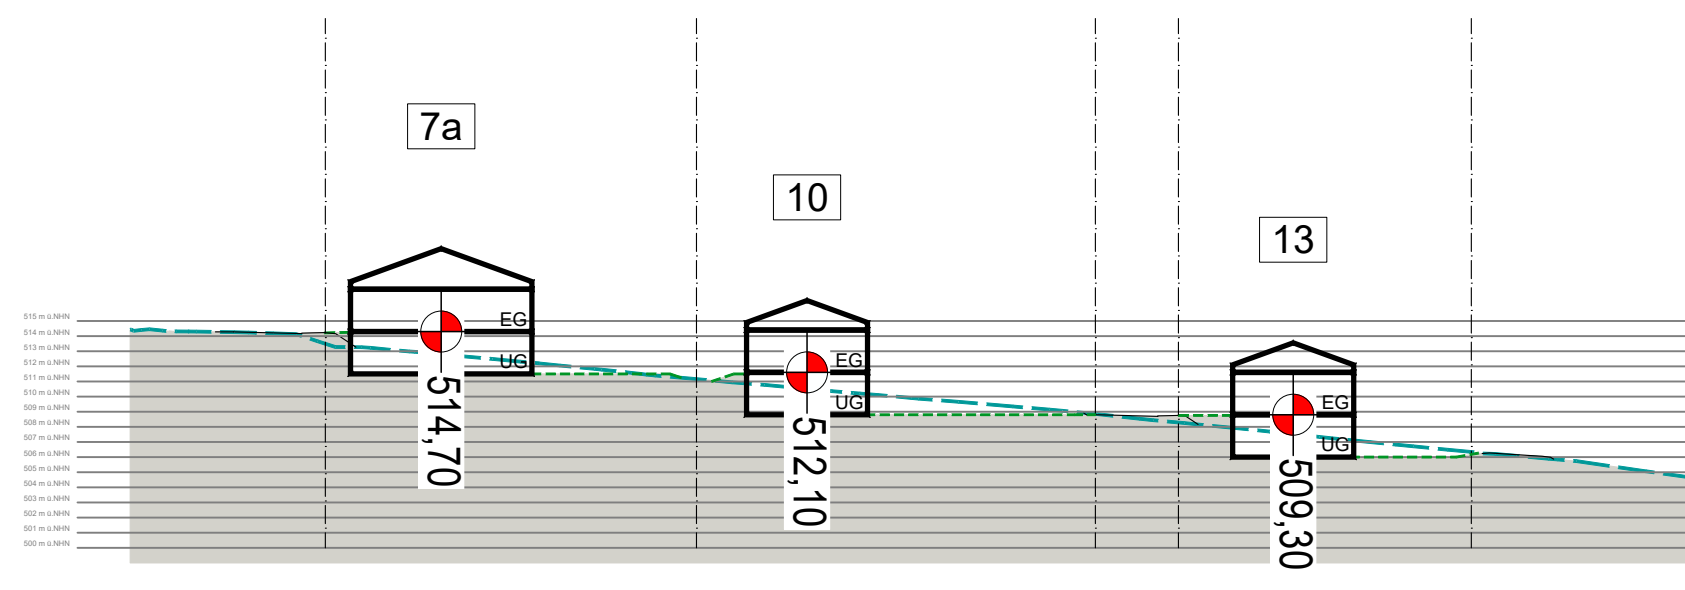 7a
10
13
EG
UG
514,70
EG
UG
512,10
EG
UG
509,30
515 m ü.NHN
514 m ü.NHN
513 m ü.NHN
512 m ü.NHN
511 m ü.NHN
510 m ü.NHN
509 m ü.NHN
508 m ü.NHN
507 m ü.NHN
506 m ü.NHN
505 m ü.NHN
504 m ü.NHN
503 m ü.NHN
502 m ü.NHN
501 m ü.NHN
500 m ü.NHN